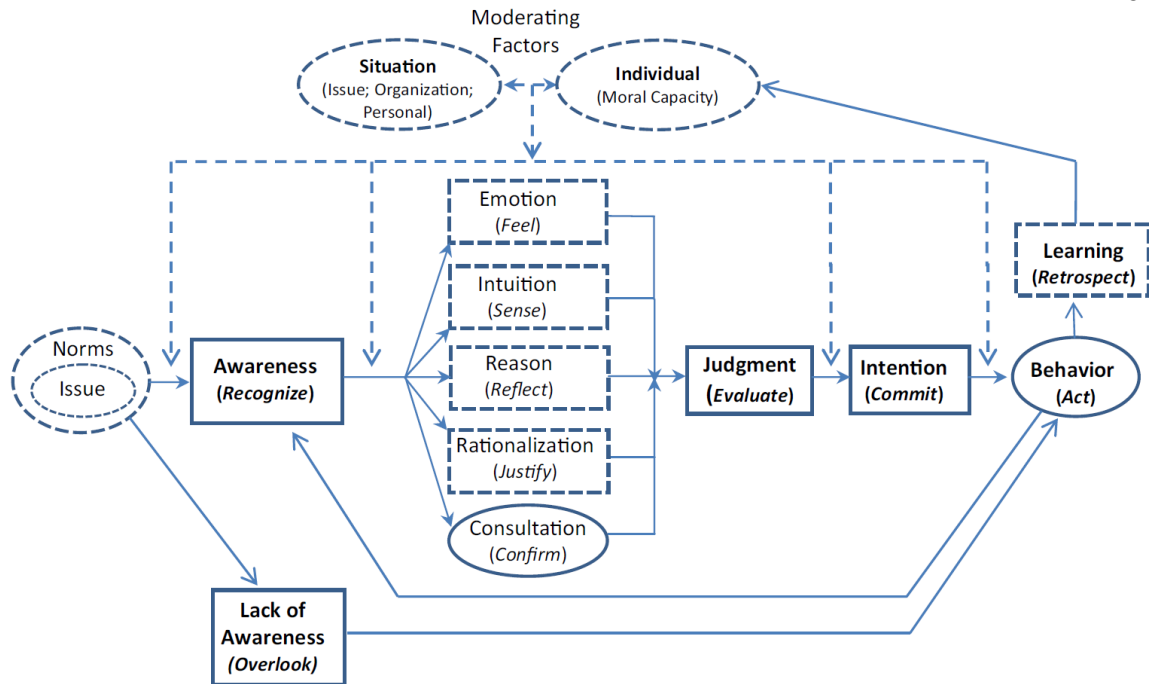 Moderating
Factors
Situation
(Issue; Organization;
Personal)
Individual
(Moral Capacity)
Emotion
(Feel)
Intuition
(Sense)
Reason
(Reflect)
Rationalization
(Justify)
Consultation
(Confirm)
Norms
Issue
Awareness
(Recognize)
Judgment
(Evaluate)
Intention
(Commit)
Behavior
(Act)
Learning
(Retrospect)
Lack of
Awareness
(Overlook)